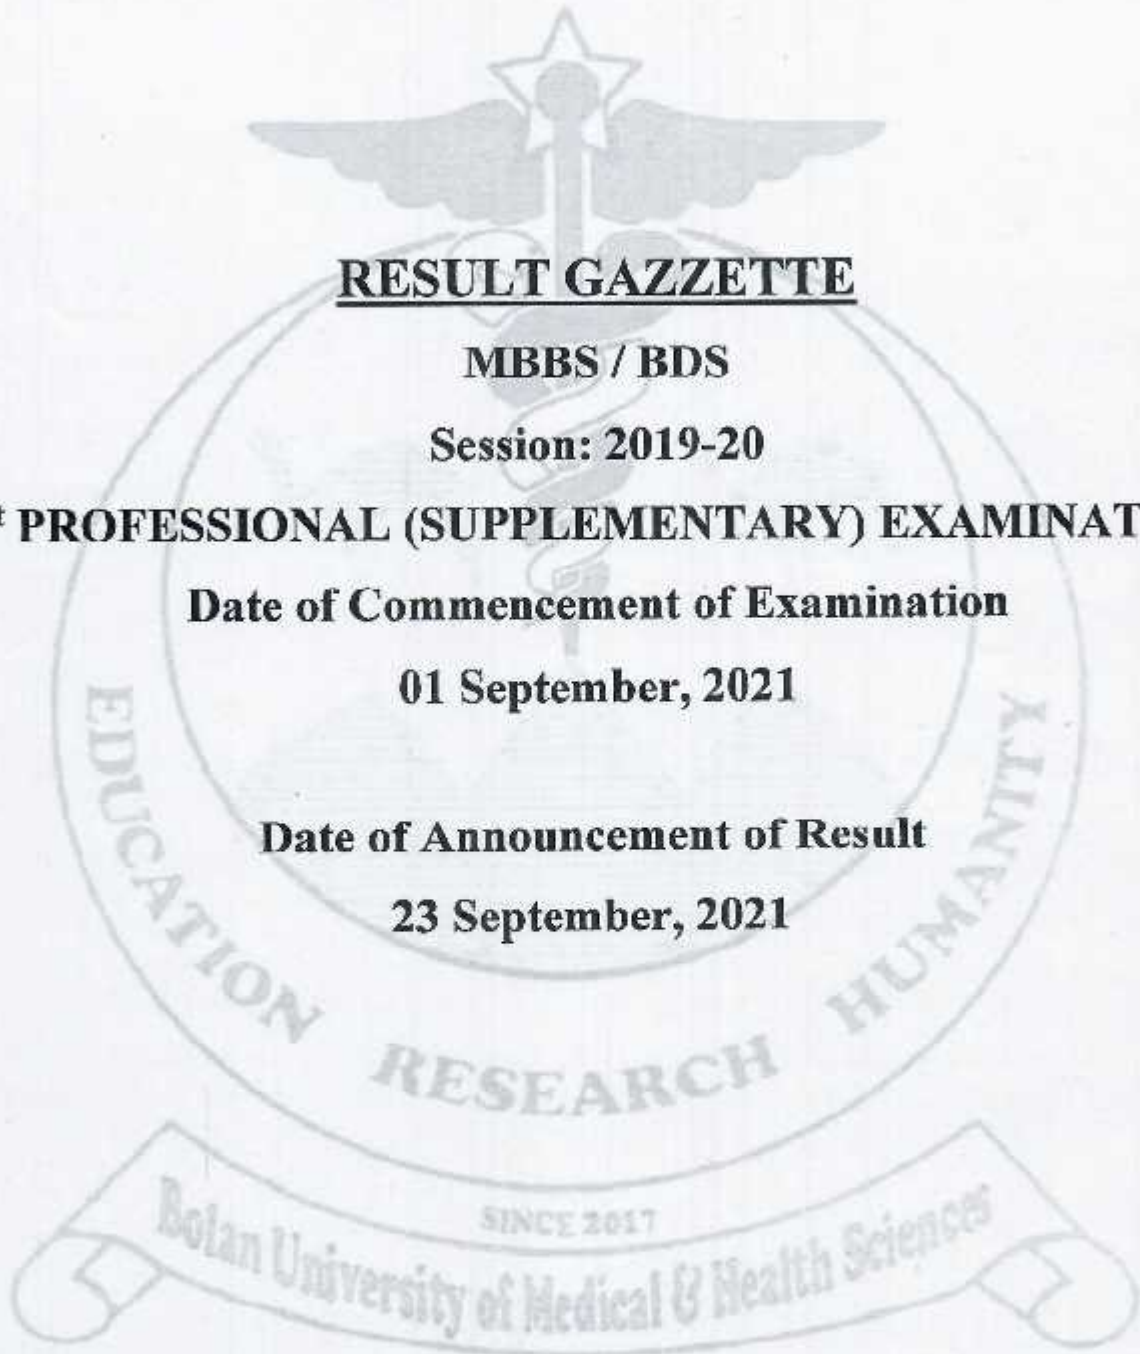 RESULT GAZZETTE
MBBS / BDS
Session: 2019-20
PROFESSIONAL (SUPPLEMENTARY) EXAMINAT
Date of Commencement of Examination
01 September, 2021
Date of Announcement of Result
23 September, 2021
EDUCATION RESEARCH HUMANITY
SINCE 2017
Bolan University of Medical & Health Sciences